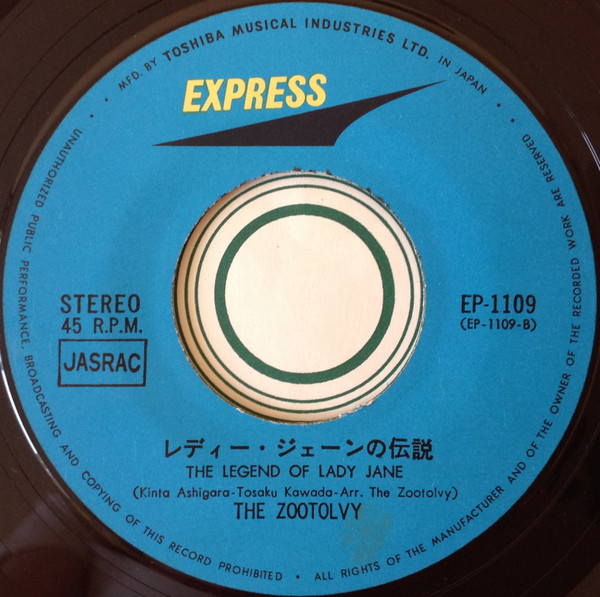 • MFD. BY TOSHIBA MUSICAL INDUSTRIES LTD. IN JAPAN •
EXPRESS
STEREO
45 R.P.M.
JASRAC
EP-1109
(EP-1109-B)
レディー・ジェーンの伝説
THE LEGEND OF LADY JANE
(Kinta Ashigara-Tosaku Kawada-Arr. The Zootolvy)
THE ZOOTOLVY
UNAUTHORIZED PUBLIC PERFORMANCE, BROADCASTING AND COPYING OF THIS RECORD PROHIBITED • ALL RIGHTS OF THE MANUFACTURER AND OF THE OWNER OF THE RECORDED WORK ARE RESERVED